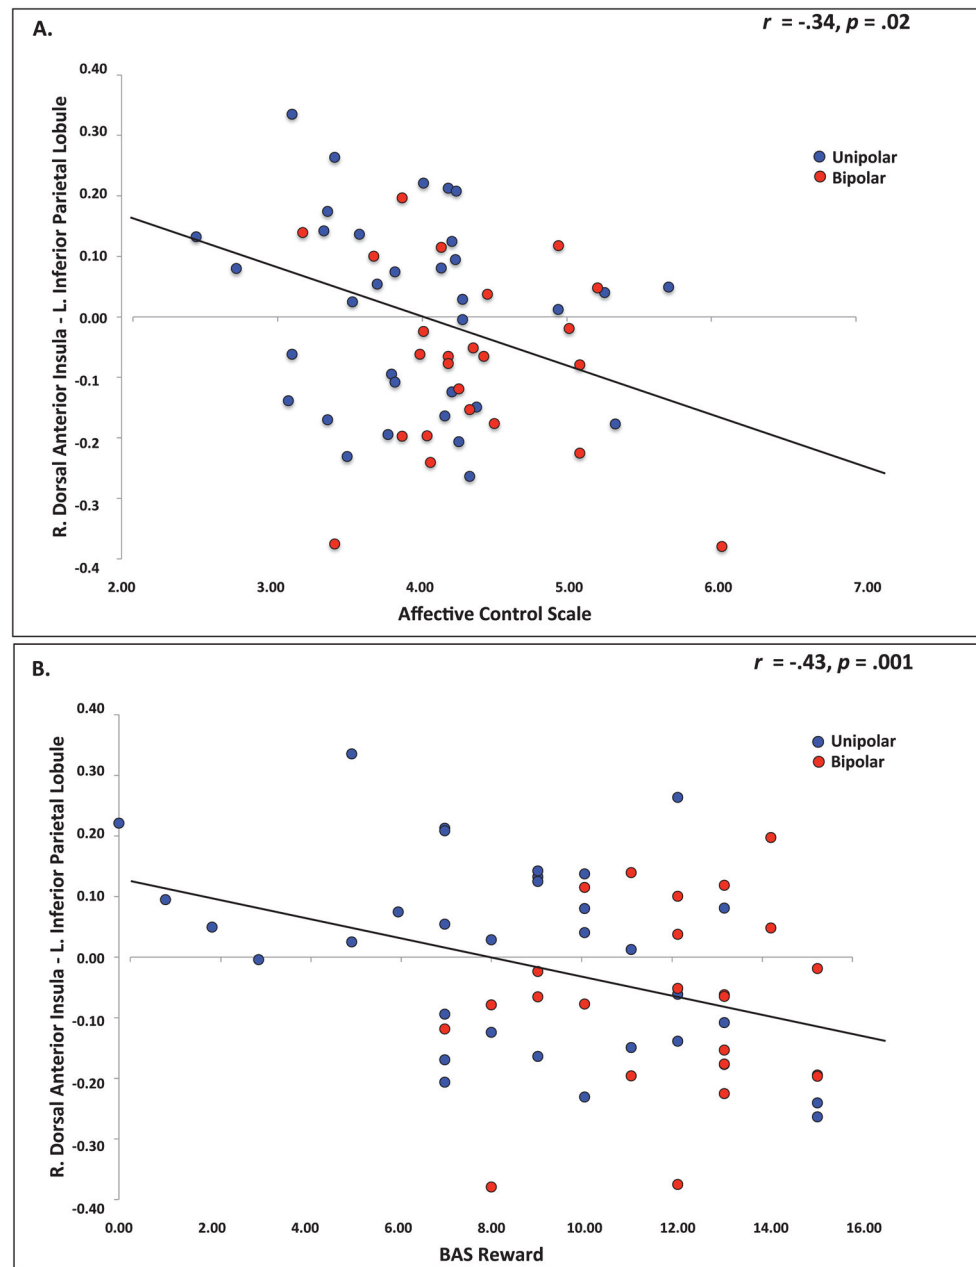 A.
r = -.34, p = .02
R. Dorsal Anterior Insula - L. Inferior Parietal Lobule
0.40
0.30
0.20
0.10
0.00
-0.1
-0.2
-0.3
-0.4
Unipolar
Bipolar
2.00 3.00 4.00 5.00 6.00 7.00
Affective Control Scale
B.
r = -.43, p = .001
R. Dorsal Anterior Insula - L. Inferior Parietal Lobule
0.40
0.30
0.20
0.10
0.00
-0.10
-0.20
-0.30
-0.40
Unipolar
Bipolar
0.00 2.00 4.00 6.00 8.00 10.00 12.00 14.00 16.00
BAS Reward